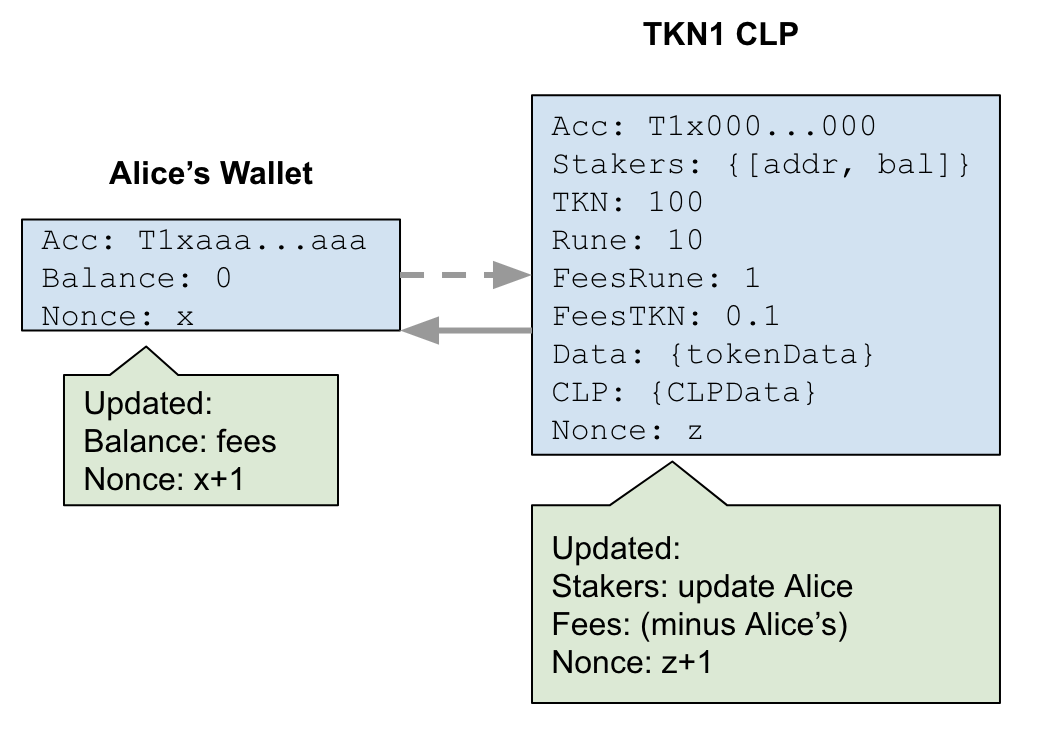 TKN1 CLP
Acc: T1x000...000
Stakers: {[addr, bal]}
TKN: 100
Rune: 10
FeesRune: 1
FeesTKN: 0.1
Data: {tokenData}
CLP: {CLPData}
Nonce: z
Alice’s Wallet
Acc: T1xaaa...aaa
Balance: 0
Nonce: x
Updated:
Balance: fees
Nonce: x+1
Updated:
Stakers: update Alice
Fees: (minus Alice’s)
Nonce: z+1